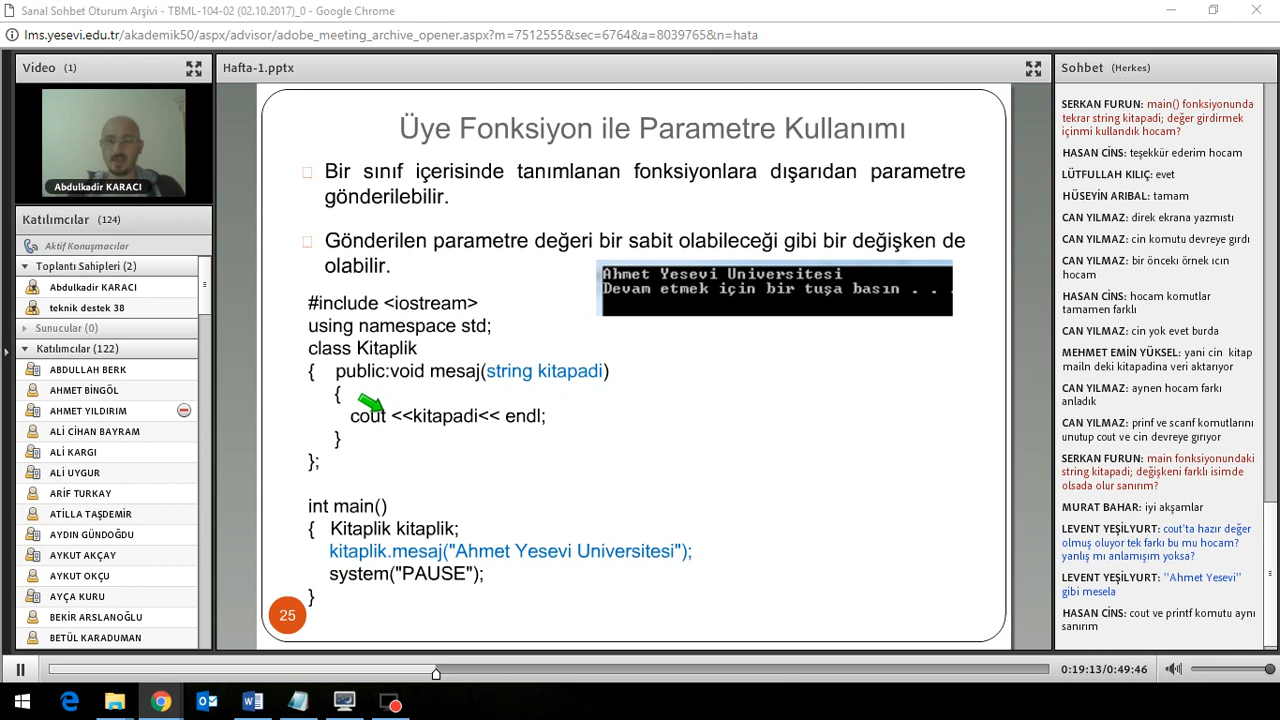 Sanal Sohbet Oturum Arşivi - TBML-104-02 (02.10.2017)_0 - Google Chrome
lms.yesevi.edu.tr/akademik50/aspx/advisor/adobe_meeting_archive_opener.aspx?m=7512555&sec=6764&a=8039765&n=hata
Video (1)
Abdulkadir KARACI
Katılımcılar (124)
Aktif Konuşmacılar
Toplantı Sahipleri (2)
Abdulkadir KARACI
teknik destek 38
Sunucular (0)
Katılımcılar (122)
ABDULLAH BERK
AHMET BİNGÖL
AHMET YILDIRIM
ALİ CİHAN BAYRAM
ALİ KARGI
ALİ UYGUR
ARİF TURKAY
ATİLLA TAŞDEMİR
AYDIN GÜNDOĞDU
AYKUT AKÇAY
AYKUT OKÇU
AYÇA KURU
BEKİR ARSLANOĞLU
BETÜL KARADUMAN
Hafta-1.pptx
Üye Fonksiyon ile Parametre Kullanımı
Bir sınıf içerisinde tanımlanan fonksiyonlara dışarıdan parametre
gönderilebilir.
Gönderilen parametre değeri bir sabit olabileceği gibi bir değişken de
olabilir.
Ahmet Yesevi Universitesi
Devam etmek için bir tuşa basın . . .
#include <iostream>
using namespace std;
class Kitaplik
{ public:void mesaj(string kitapadi)
{
cout <<kitapadi<< endl;
}
};
int main()
{ Kitaplik kitaplik;
kitaplik.mesaj("Ahmet Yesevi Universitesi");
system("PAUSE");
}
25
Sohbet (Herkes)
SERKAN FURUN: main() fonksiyonunda
tekrar string kitapadi; değer girdirmek
içinmi kullandık hocam?
HASAN CİNS: teşekkür ederim hocam
LÜTFULLAH KILIÇ: evet
HÜSEYİN ARIBAL: tamam
CAN YILMAZ: direk ekrana yazmıstı
CAN YILMAZ: cin komutu devreye gırdı
CAN YILMAZ: bir öncekı örnek ıcın
hocam
HASAN CİNS: hocam komutlar
tamamen farklı
CAN YILMAZ: cin yok evet burda
MEHMET EMİN YÜKSEL: yani cin kitap
mailn deki kitapadina veri aktarıyor
CAN YILMAZ: aynen hocam farkı
anladık
CAN YILMAZ: prinf ve scanf komutlarını
unutup cout ve cin devreye gırıyor
SERKAN FURUN: main fonksiyonundaki
string kitapadi; değişkeni farklı isimde
olsada olur sanırım?
MURAT BAHAR: iyi akşamlar
LEVENT YEŞİLYURT: cout'ta hazır değer
olmuş oluyor tek farkı bu mu hocam?
yanlış mı anlamışım yoksa?
LEVENT YEŞİLYURT: ''Ahmet Yesevi''
gibi mesela
HASAN CİNS: cout ve printf komutu aynı
sanırım
0:19:13/0:49:46